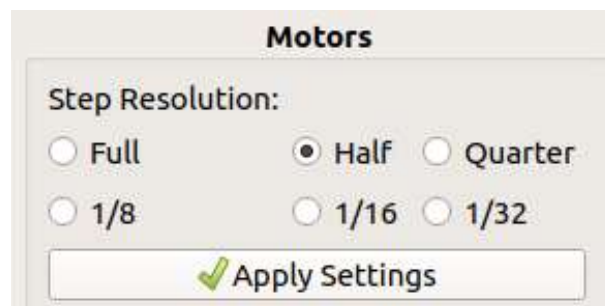 Motors
Step Resolution:
Full Half Quarter
1/8 1/16 1/32
Apply Settings